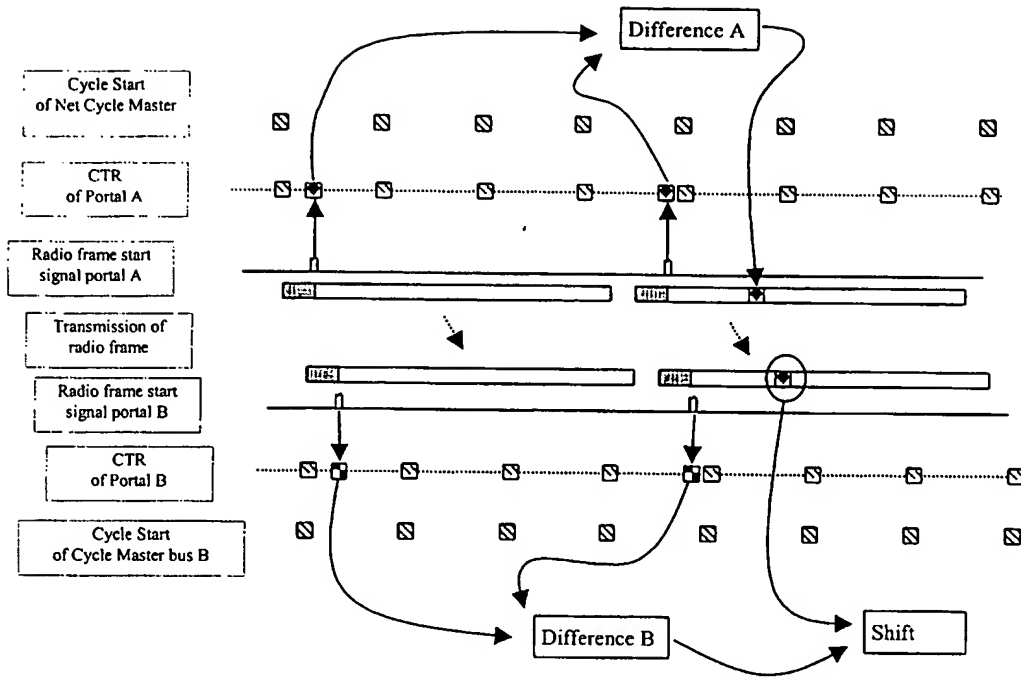 Difference A
Cycle Start
of Net Cycle Master
CTR
of Portal A
Radio frame start
signal portal A
Transmission of
radio frame
Radio frame start
signal portal B
CTR
of Portal B
Cycle Start
of Cycle Master bus B
Difference B
Shift